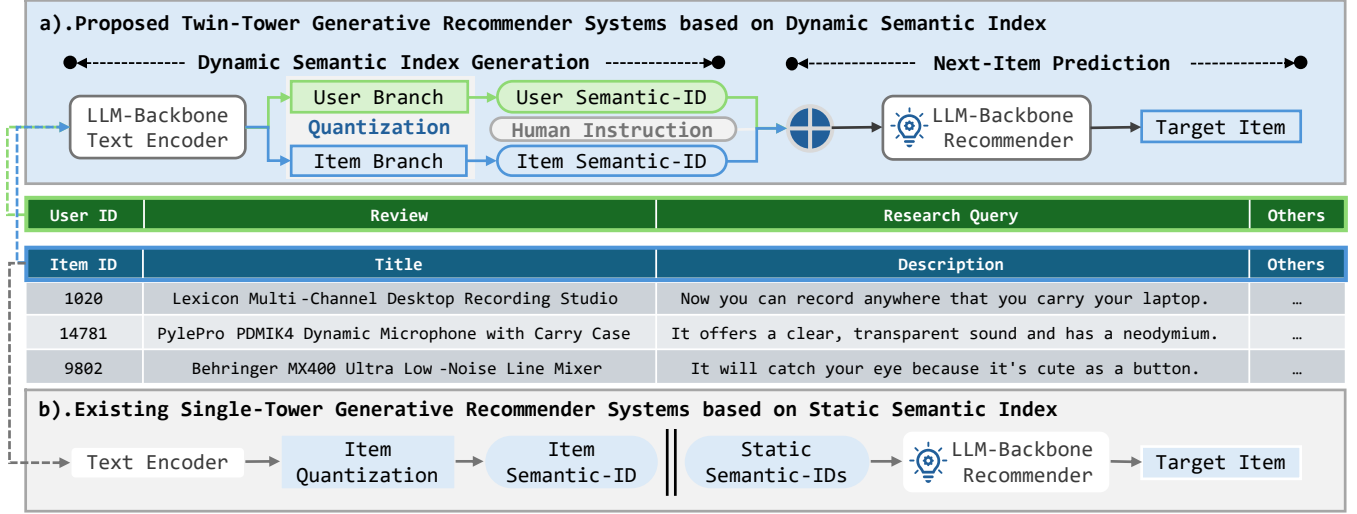 a).Proposed Twin-Tower Generative Recommender Systems based on Dynamic Semantic Index
Dynamic Semantic Index Generation
Next-Item Prediction
LLM-Backbone
Text Encoder
User Branch
Quantization
Item Branch
User Semantic-ID
Human Instruction
Item Semantic-ID
LLM-Backbone
Recommender
Target Item
User ID Review Research Query Others
Item ID Title Description Others
1020 Lexicon Multi-Channel Desktop Recording Studio Now you can record anywhere that you carry your laptop. …
14781 PylePro PDMIK4 Dynamic Microphone with Carry Case It offers a clear, transparent sound and has a neodymium. …
9802 Behringer MX400 Ultra Low-Noise Line Mixer It will catch your eye because it's cute as a button. …
b).Existing Single-Tower Generative Recommender Systems based on Static Semantic Index
Text Encoder
Item
Quantization
Item
Semantic-ID
Static
Semantic-IDs
LLM-Backbone
Recommender
Target Item